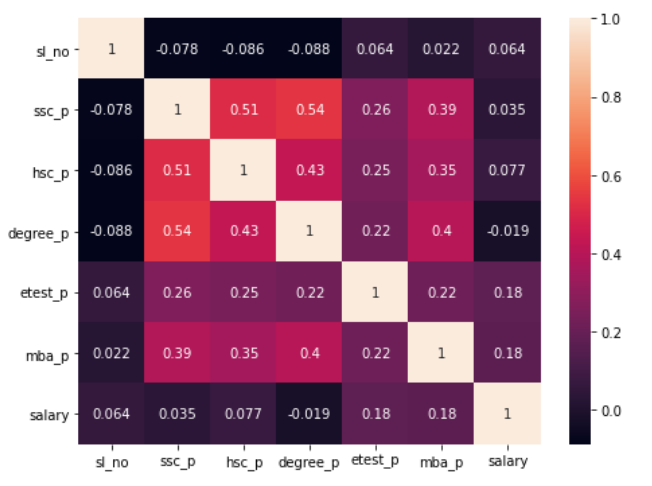 sl_no 1 -0.078 -0.086 -0.088 0.064 0.022 0.064
ssc_p -0.078 1 0.51 0.54 0.26 0.39 0.035
hsc_p -0.086 0.51 1 0.43 0.25 0.35 0.077
degree_p -0.088 0.54 0.43 1 0.22 0.4 -0.019
etest_p 0.064 0.26 0.25 0.22 1 0.22 0.18
mba_p 0.022 0.39 0.35 0.4 0.22 1 0.18
salary 0.064 0.035 0.077 -0.019 0.18 0.18 1
sl_no ssc_p hsc_p degree_p etest_p mba_p salary
1.0
0.8
0.6
0.4
0.2
0.0